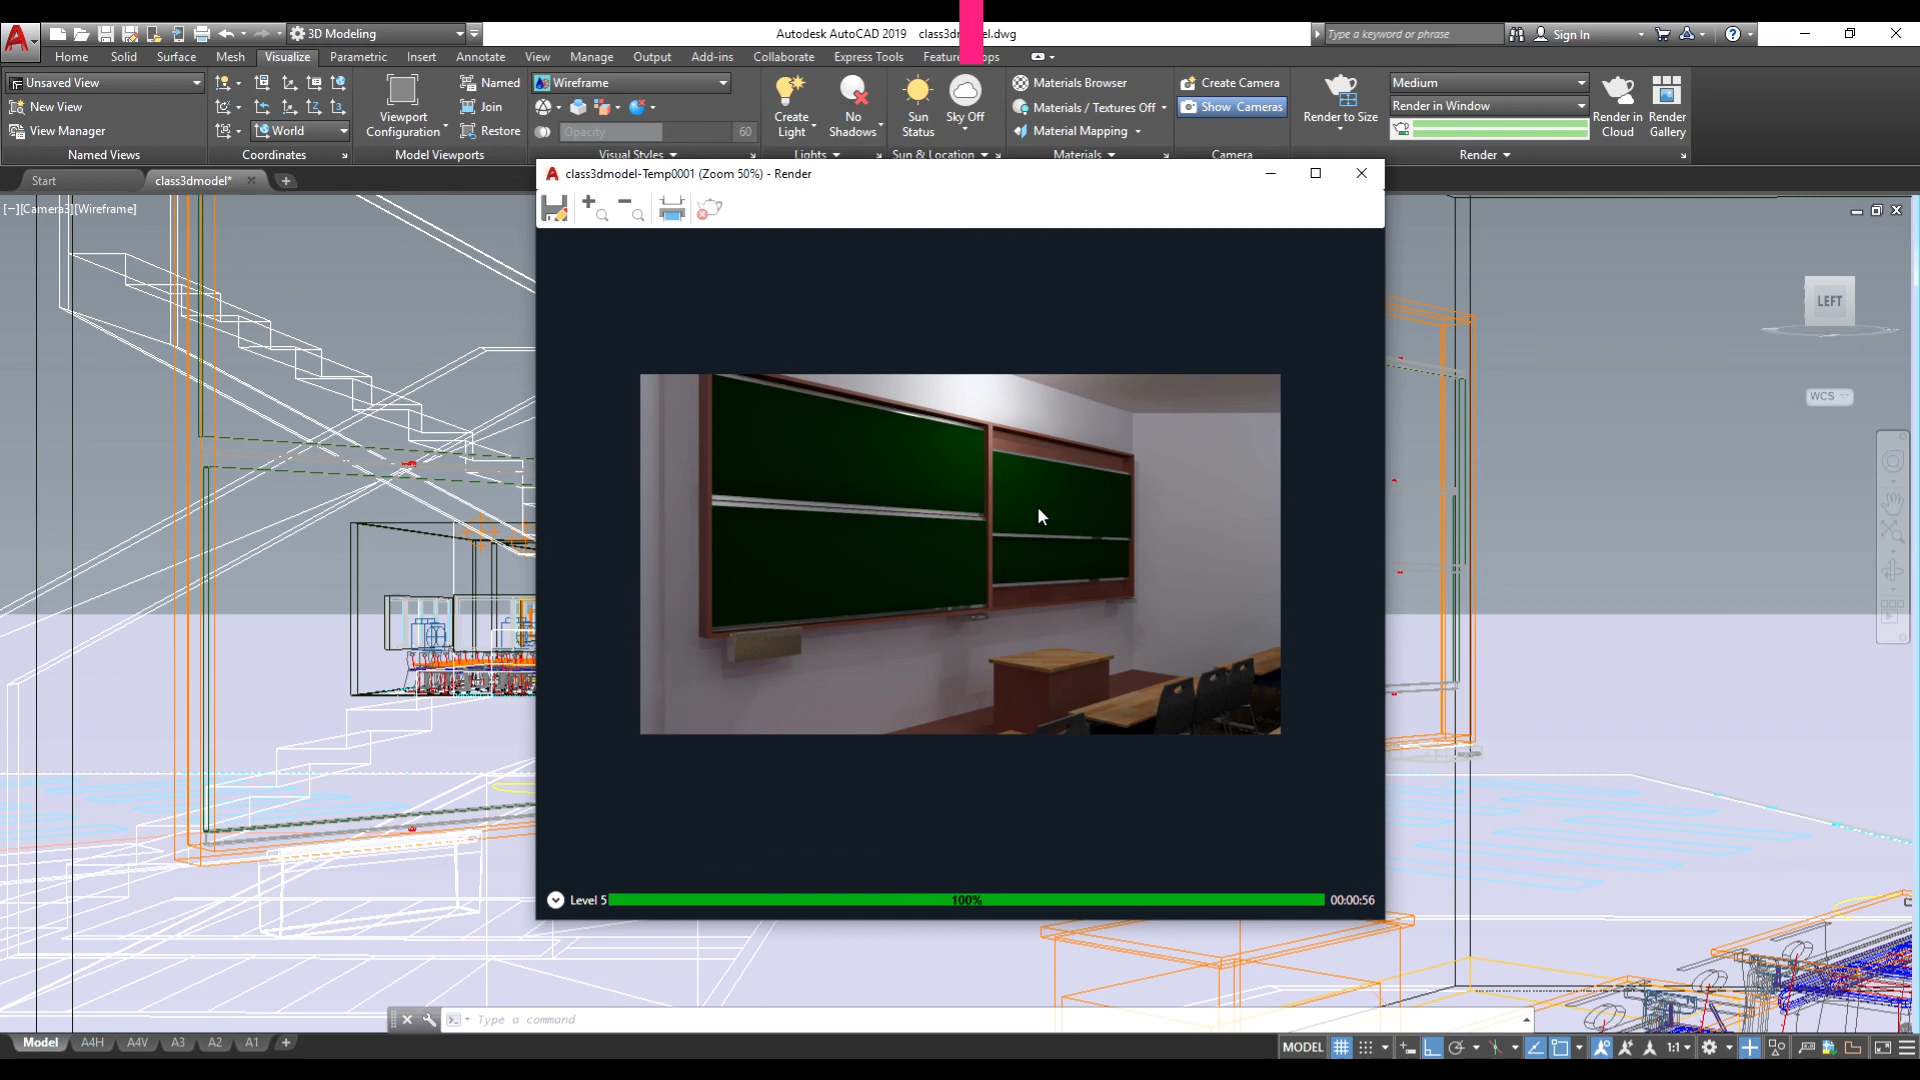 3D Modeling
Autodesk AutoCAD 2019
Type a keyword or phrase
Sign In
Home Solid Surface Mesh Visualize Parametric Insert Annotate View Manage Output Add-ins Collaborate Express Tools
Unsaved View
New View
View Manager
Named Views
World
Coordinates
Viewport
Configuration
Named
Join
Restore
Model Viewports
Wireframe
Opacity 60
Visual Styles
Create
Light
No
Shadows
Lights
Sun
Status
Sky Off
Sun & Location
Materials Browser
Materials / Textures Off
Material Mapping
Materials
Create Camera
Show Cameras
Camera
Render to Size
Medium
Render in Window
Render in
Cloud
Render
Gallery
Render
Start
class3dmodel*
[−][Camera3][Wireframe]
class3dmodel-Temp0001 (Zoom 50%) - Render
LEFT
WCS
Level 5
100%
00:00:56
Type a command
Model A4H A4V A3 A2 A1
MODEL
1:1